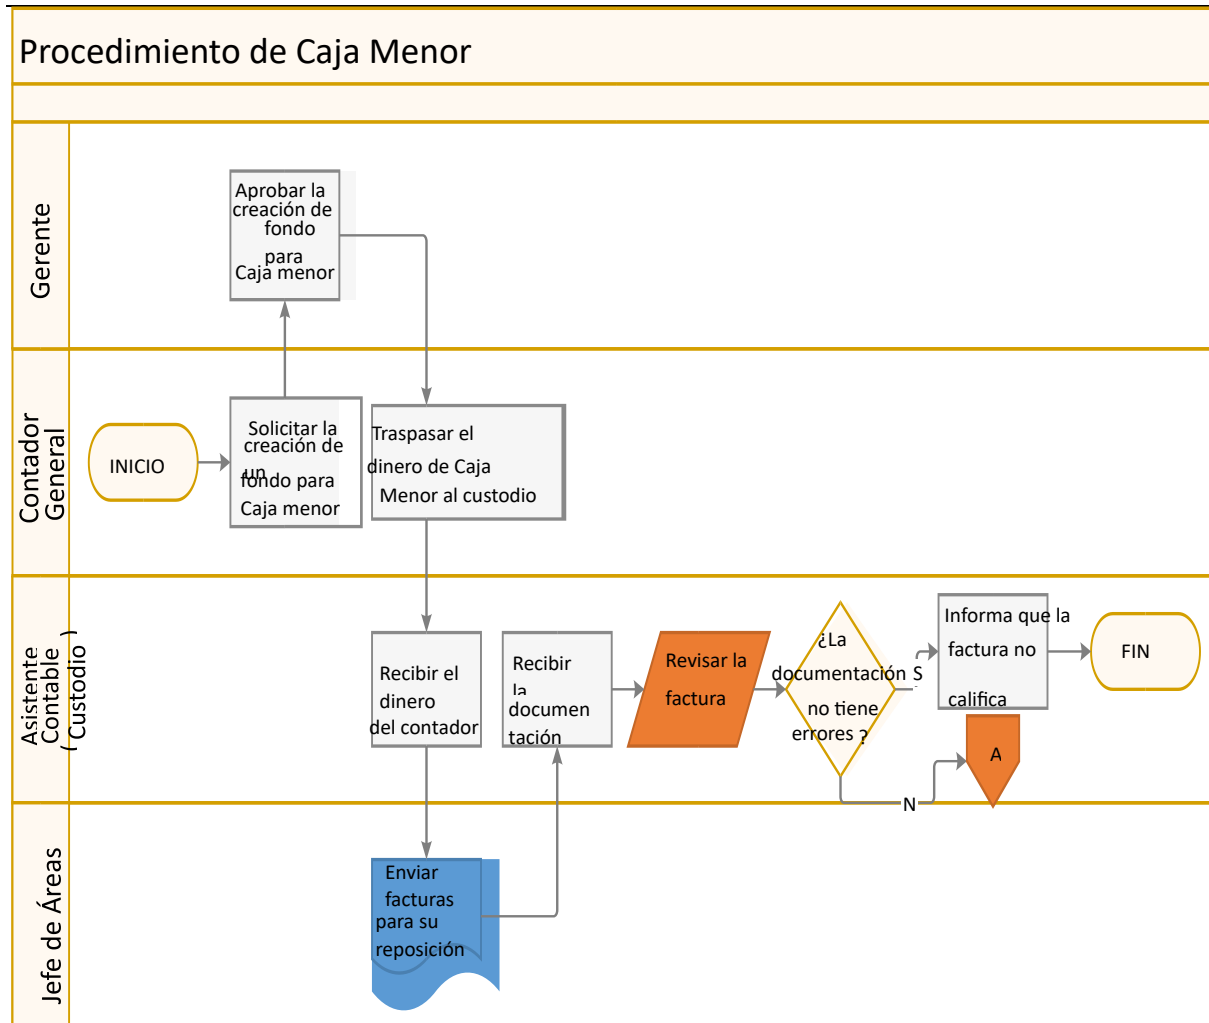 Procedimiento de Caja Menor
Gerente
Aprobar la
creación de
fondo
para
Caja menor
Contador
General
INICIO
Solicitar la
creación de
un
fondo para
Caja menor
Traspasar el
dinero de Caja
Menor al custodio
Asistente
Contable
( Custodio )
Recibir el
dinero
del contador
Recibir
la
documen
tación
Revisar la
factura
¿La
documentación
no tiene
errores ?
S
N
Informa que la
factura no
califica
A
FIN
Jefe de Áreas
Enviar
facturas
para su
reposición